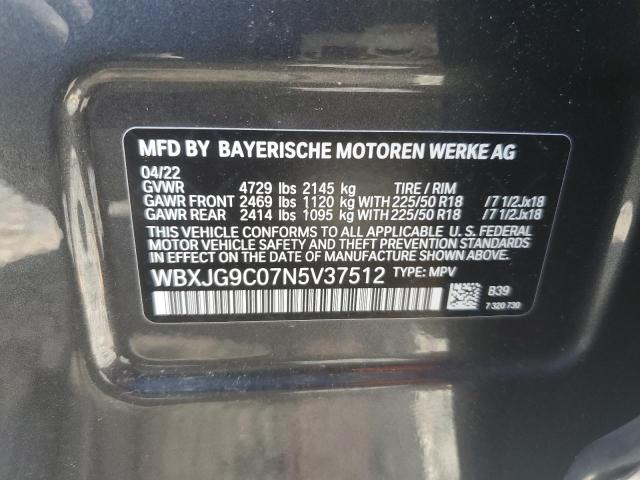 MFD BY BAYERISCHE MOTOREN WERKE AG
04/22
GVWR 4729 lbs 2145 kg TIRE / RIM
GAWR FRONT 2469 lbs 1120 kg WITH 225/50 R18 /7 1/2Jx18
GAWR REAR 2414 lbs 1095 kg WITH 225/50 R18 /7 1/2Jx18
THIS VEHICLE CONFORMS TO ALL APPLICABLE U. S. FEDERAL
MOTOR VEHICLE SAFETY AND THEFT PREVENTION STANDARDS
IN EFFECT ON THE DATE OF MANUFACTURE SHOWN ABOVE.
WBXJG9C07N5V37512 TYPE: MPV
B39
7 320 730